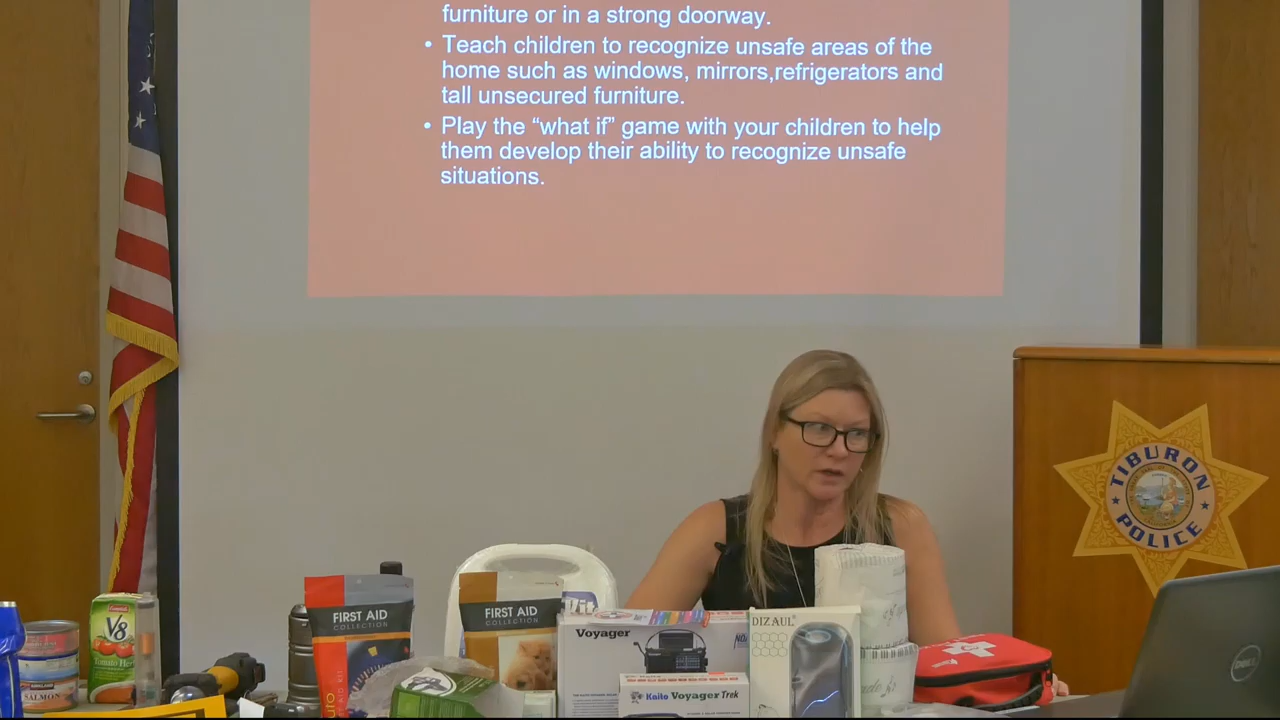 furniture or in a strong doorway.
• Teach children to recognize unsafe areas of the
home such as windows, mirrors,refrigerators and
tall unsecured furniture.
• Play the “what if” game with your children to help
them develop their ability to recognize unsafe
situations.
TIBURON
POLICE
FIRST AID
COLLECTION
FIRST AID
COLLECTION
V8
SALMON
Voyager
Kaito Voyager Trek
DIZAUL
DELL